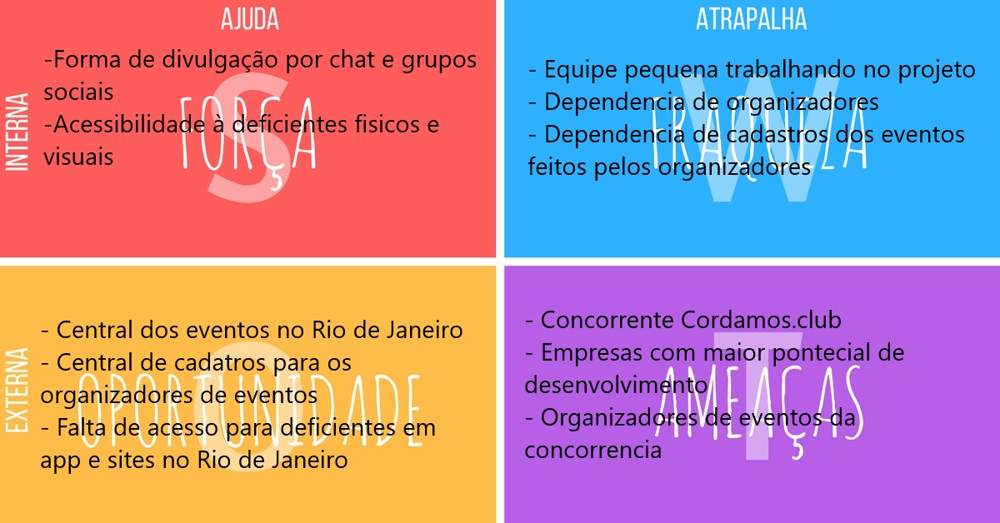 AJUDA
ATRAPALHA
INTERNA
S
FORÇA
-Forma de divulgação por chat e grupos
sociais
-Acessibilidade à deficientes fisicos e
visuais
W
FRAQUEZA
- Equipe pequena trabalhando no projeto
- Dependencia de organizadores
- Dependencia de cadastros dos eventos
feitos pelos organizadores
EXTERNA
O
OPORTUNIDADE
- Central dos eventos no Rio de Janeiro
- Central de cadatros para os
organizadores de eventos
- Falta de acesso para deficientes em
app e sites no Rio de Janeiro
T
AMEAÇAS
- Concorrente Cordamos.club
- Empresas com maior pontecial de
desenvolvimento
- Organizadores de eventos da
concorrencia